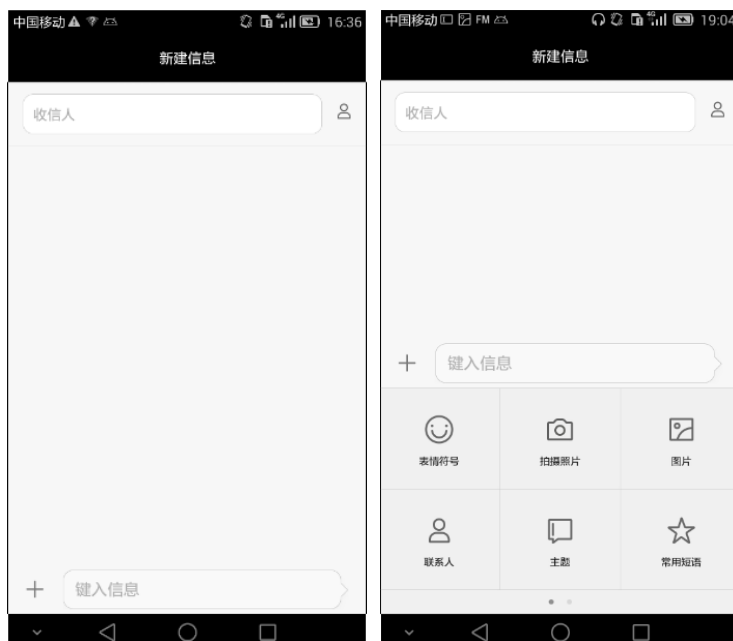 中国移动 4G 16:36
新建信息
收信人
键入信息
中国移动 FM 4G 19:04
新建信息
收信人
键入信息
表情符号 拍摄照片 图片
联系人 主题 常用短语